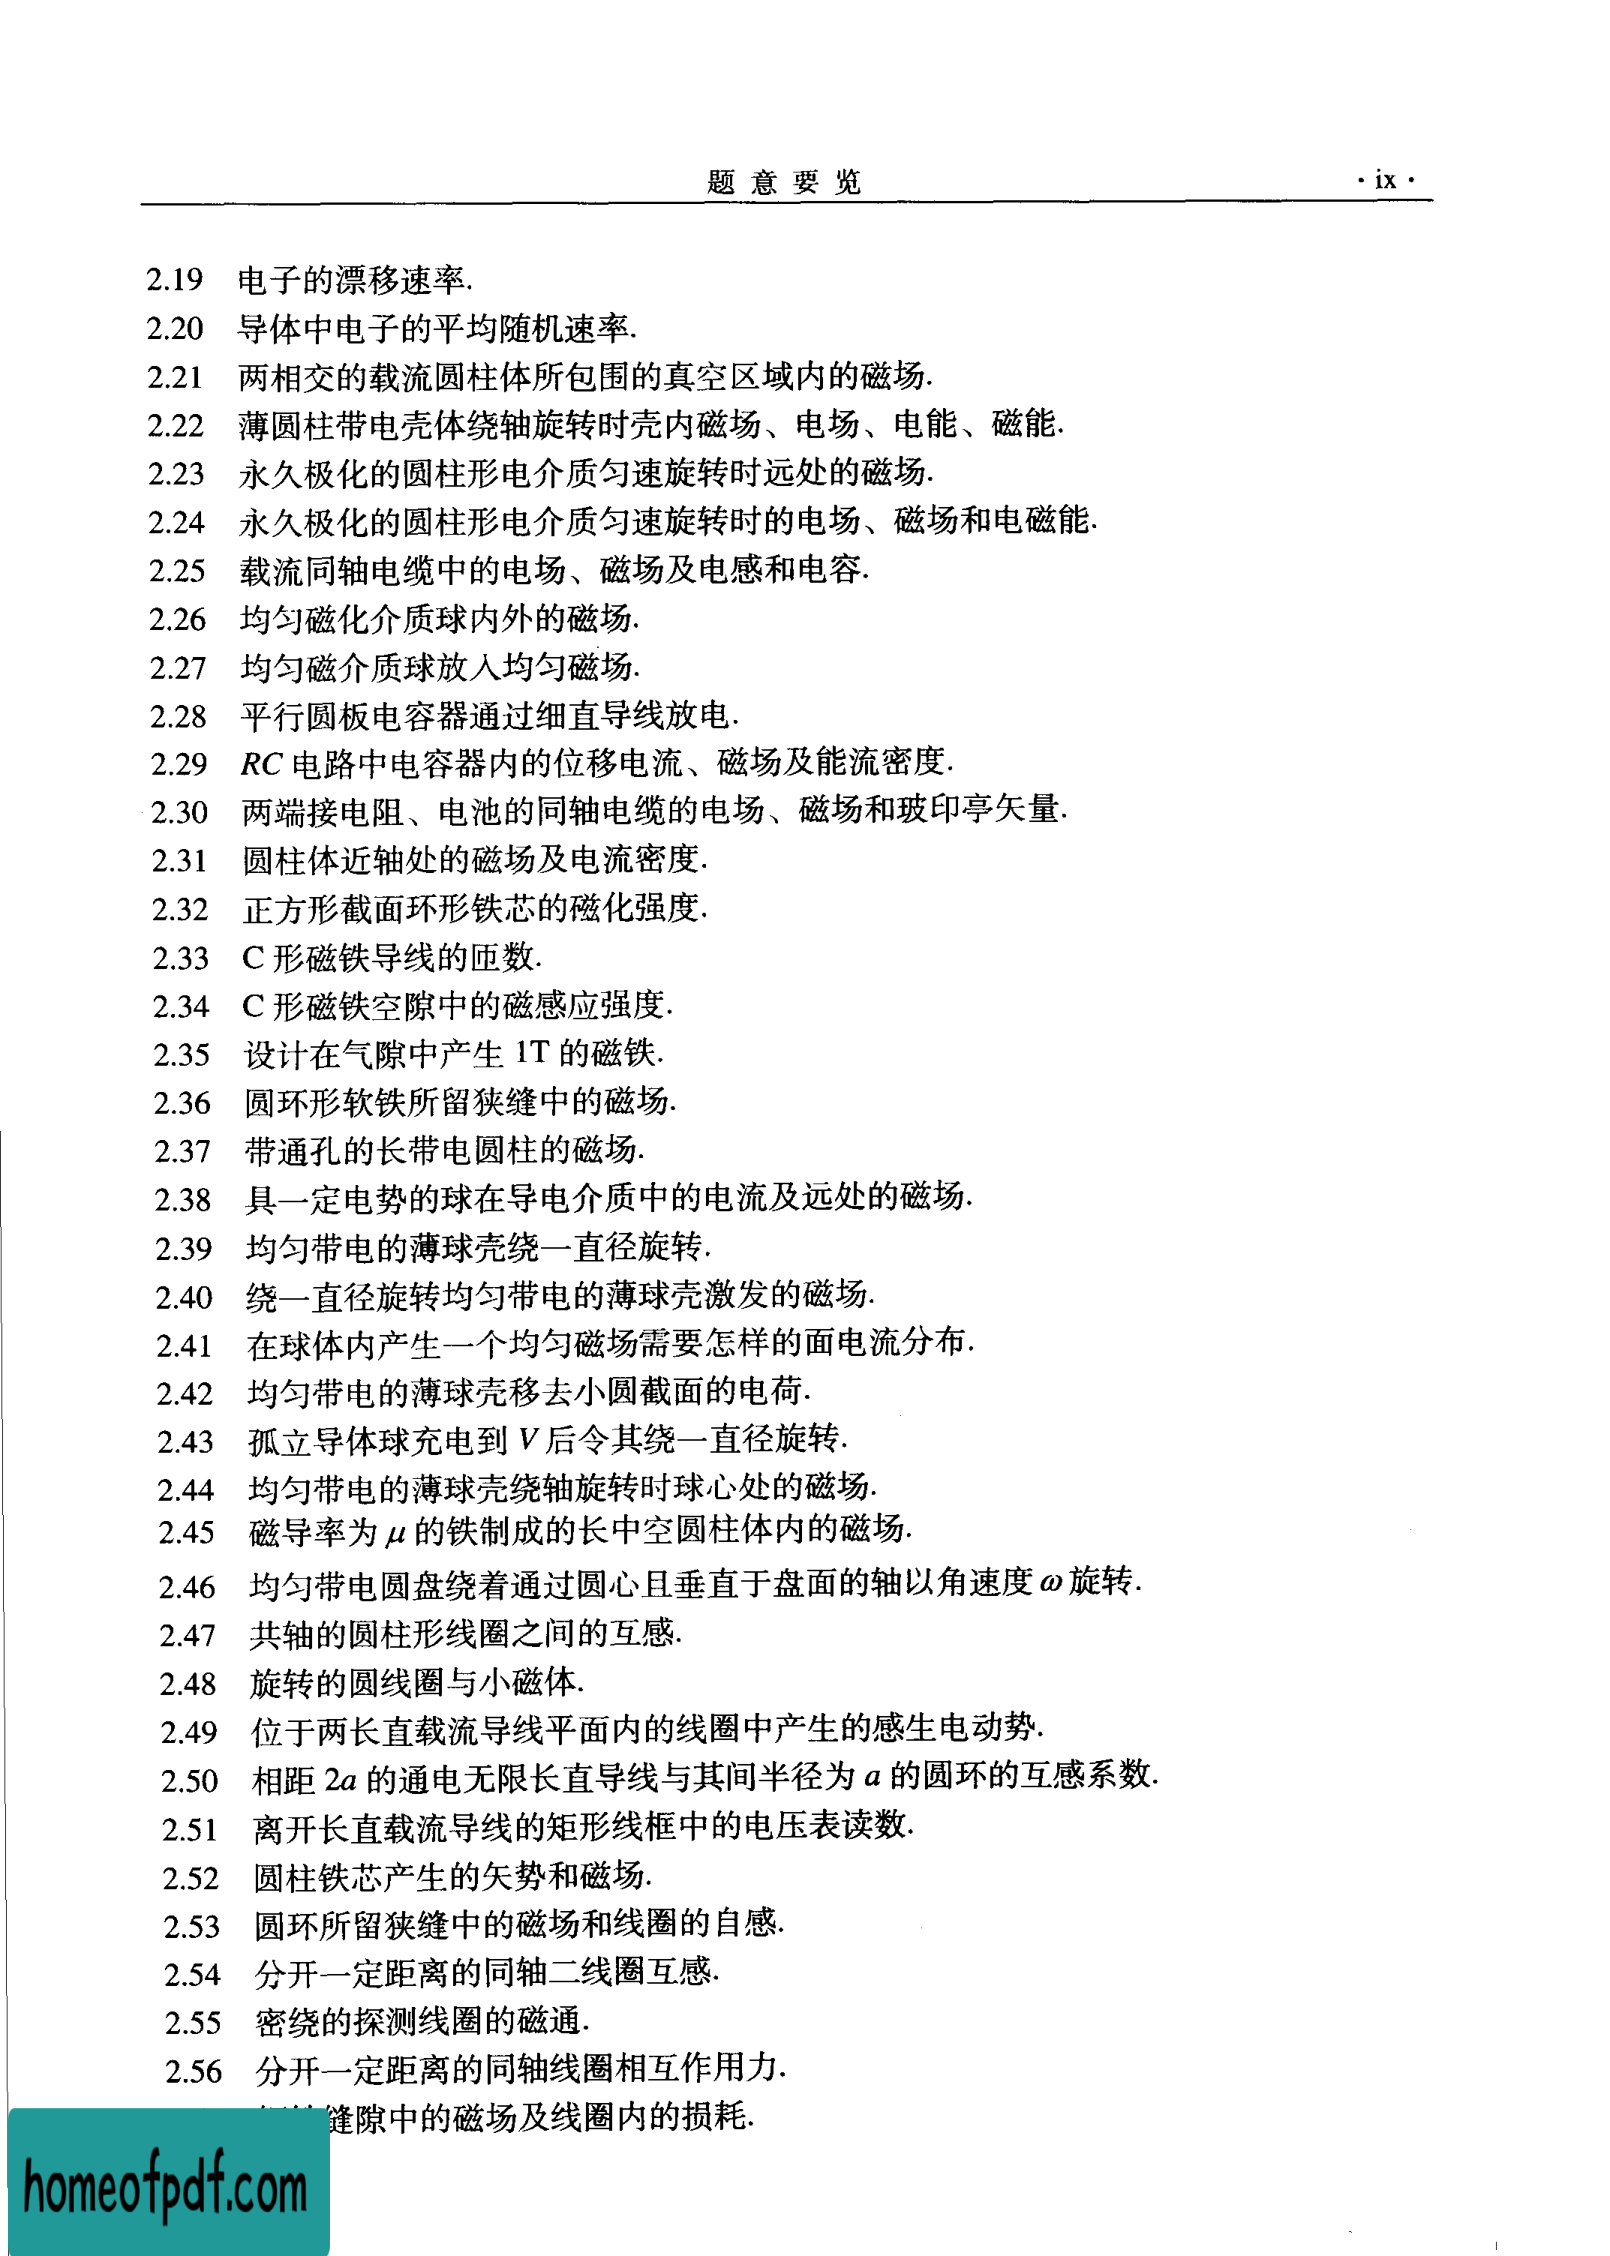 题意要览 · ix ·
2.19 电子的漂移速率.
2.20 导体中电子的平均随机速率.
2.21 两相交的载流圆柱体所包围的真空区域内的磁场.
2.22 薄圆柱带电壳体绕轴旋转时壳内磁场、电场、电能、磁能.
2.23 永久极化的圆柱形电介质匀速旋转时远处的磁场.
2.24 永久极化的圆柱形电介质匀速旋转时的电场、磁场和电磁能.
2.25 载流同轴电缆中的电场、磁场及电感和电容.
2.26 均匀磁化介质球内外的磁场.
2.27 均匀磁介质球放入均匀磁场.
2.28 平行圆板电容器通过细直导线放电.
2.29 RC 电路中电容器内的位移电流、磁场及能流密度.
2.30 两端接电阻、电池的同轴电缆的电场、磁场和玻印亭矢量.
2.31 圆柱体近轴处的磁场及电流密度.
2.32 正方形截面环形铁芯的磁化强度.
2.33 C 形磁铁导线的匝数.
2.34 C 形磁铁空隙中的磁感应强度.
2.35 设计在气隙中产生 1T 的磁铁.
2.36 圆环形软铁所留狭缝中的磁场.
2.37 带通孔的长带电圆柱的磁场.
2.38 具一定电势的球在导电介质中的电流及远处的磁场.
2.39 均匀带电的薄球壳绕一直径旋转.
2.40 绕一直径旋转均匀带电的薄球壳激发的磁场.
2.41 在球体内产生一个均匀磁场需要怎样的面电流分布.
2.42 均匀带电的薄球壳移去小圆截面的电荷.
2.43 孤立导体球充电到 V 后令其绕一直径旋转.
2.44 均匀带电的薄球壳绕轴旋转时球心处的磁场.
2.45 磁导率为 μ 的铁制成的长中空圆柱体内的磁场.
2.46 均匀带电圆盘绕着通过圆心且垂直于盘面的轴以角速度 ω 旋转.
2.47 共轴的圆柱形线圈之间的互感.
2.48 旋转的圆线圈与小磁体.
2.49 位于两长直载流导线平面内的线圈中产生的感生电动势.
2.50 相距 2a 的通电无限长直导线与其间半径为 a 的圆环的互感系数.
2.51 离开长直载流导线的矩形线框中的电压表读数.
2.52 圆柱铁芯产生的矢势和磁场.
2.53 圆环所留狭缝中的磁场和线圈的自感.
2.54 分开一定距离的同轴二线圈互感.
2.55 密绕的探测线圈的磁通.
2.56 分开一定距离的同轴线圈相互作用力.
缝隙中的磁场及线圈内的损耗.
homeofpdf.com